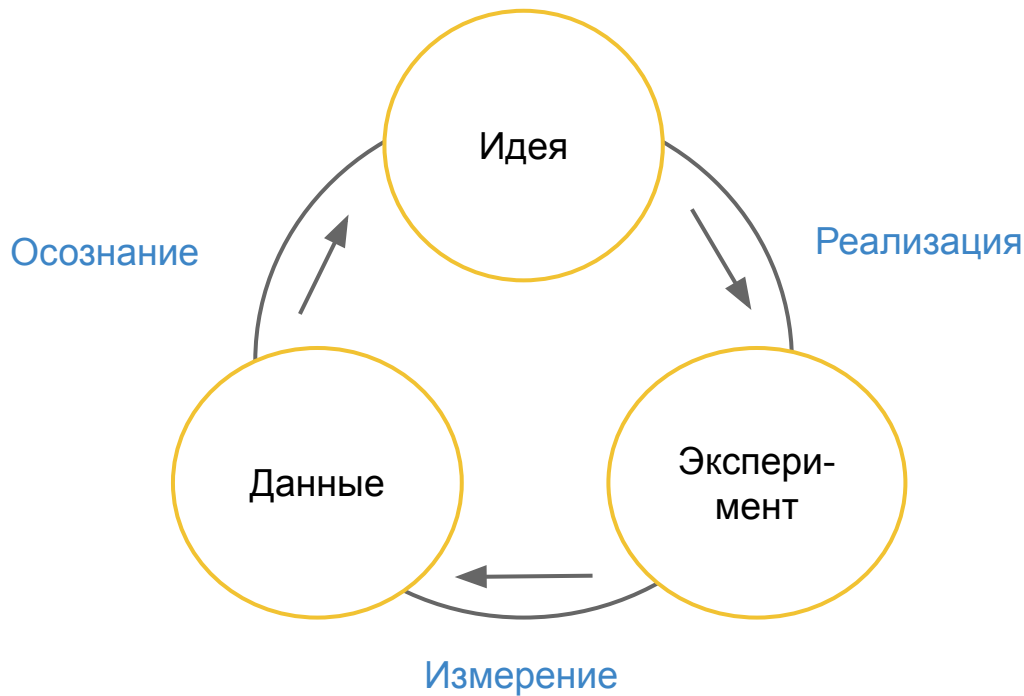 Идея
Осознание
Реализация
Данные
Экспери-
мент
Измерение